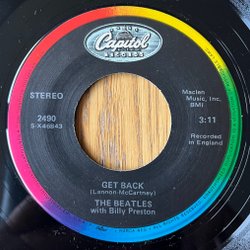 Capitol
RECORDS
STEREO
2490
S-X46843
Maclen
Music, Inc.
BMI
3:11
Recorded in
England
GET BACK
(Lennon-McCartney)
THE BEATLES
with Billy Preston